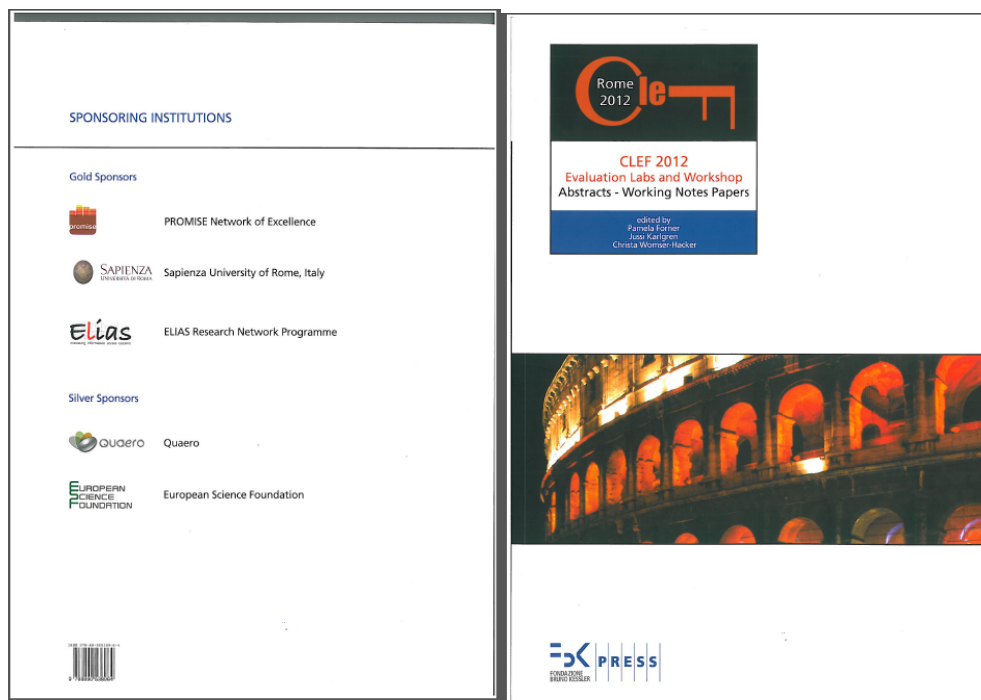 SPONSORING INSTITUTIONS
Gold Sponsors
promise
PROMISE Network of Excellence
SAPIENZA
UNIVERSITÀ DI ROMA
Sapienza University of Rome, Italy
Elias
ELIAS Research Network Programme
Silver Sponsors
Quaero
Quaero
EUROPEAN
SCIENCE
FOUNDATION
European Science Foundation
Rome
2012
Clef
CLEF 2012
Evaluation Labs and Workshop
Abstracts - Working Notes Papers
edited by
Pamela Forner
Jussi Karlgren
Christa Womser-Hacker
FBK PRESS
FONDAZIONE
BRUNO KESSLER